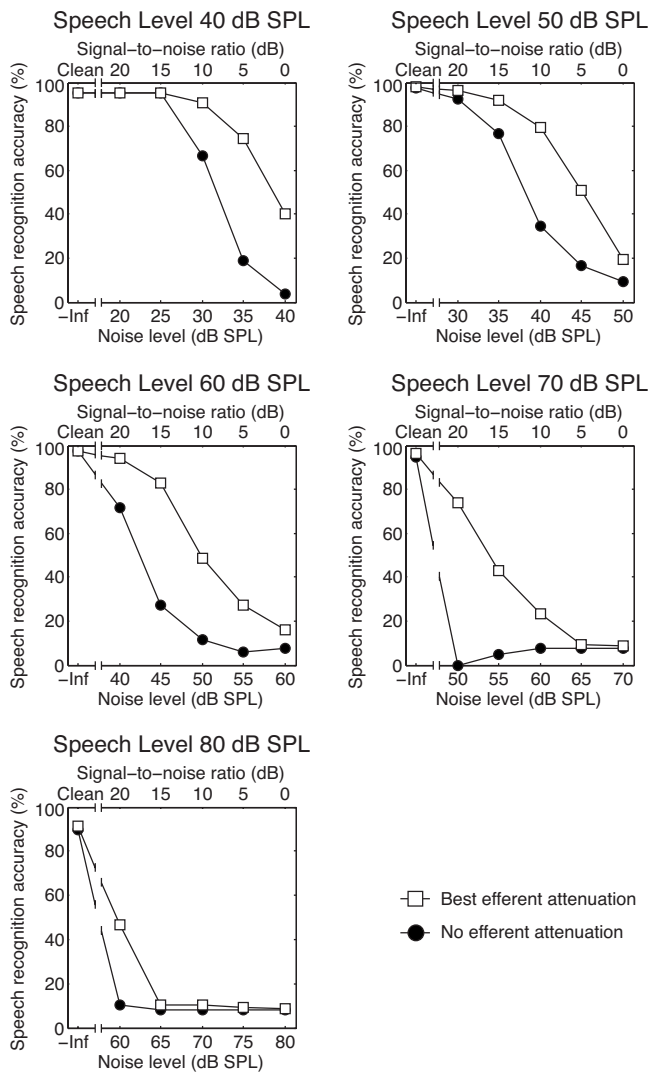 Speech Level 40 dB SPL
Signal−to−noise ratio (dB)
Clean 20 15 10 5 0
Speech recognition accuracy (%)
100
80
60
40
20
0
−Inf 20 25 30 35 40
Noise level (dB SPL)
Speech Level 50 dB SPL
Signal−to−noise ratio (dB)
Clean 20 15 10 5 0
Speech recognition accuracy (%)
100
80
60
40
20
0
−Inf 30 35 40 45 50
Noise level (dB SPL)
Speech Level 60 dB SPL
Signal−to−noise ratio (dB)
Clean 20 15 10 5 0
Speech recognition accuracy (%)
100
80
60
40
20
0
−Inf 40 45 50 55 60
Noise level (dB SPL)
Speech Level 70 dB SPL
Signal−to−noise ratio (dB)
Clean 20 15 10 5 0
Speech recognition accuracy (%)
100
80
60
40
20
0
−Inf 50 55 60 65 70
Noise level (dB SPL)
Speech Level 80 dB SPL
Signal−to−noise ratio (dB)
Clean 20 15 10 5 0
Speech recognition accuracy (%)
100
80
60
40
20
0
−Inf 60 65 70 75 80
Noise level (dB SPL)
Best efferent attenuation
No efferent attenuation